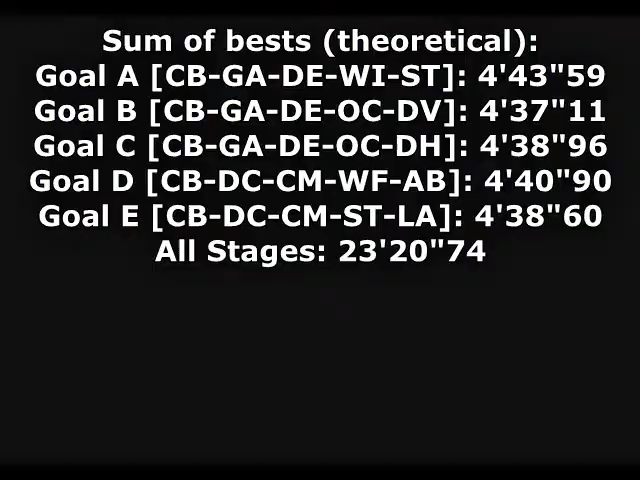 Sum of bests (theoretical):
Goal A [CB-GA-DE-WI-ST]: 4'43"59
Goal B [CB-GA-DE-OC-DV]: 4'37"11
Goal C [CB-GA-DE-OC-DH]: 4'38"96
Goal D [CB-DC-CM-WF-AB]: 4'40"90
Goal E [CB-DC-CM-ST-LA]: 4'38"60
All Stages: 23'20"74